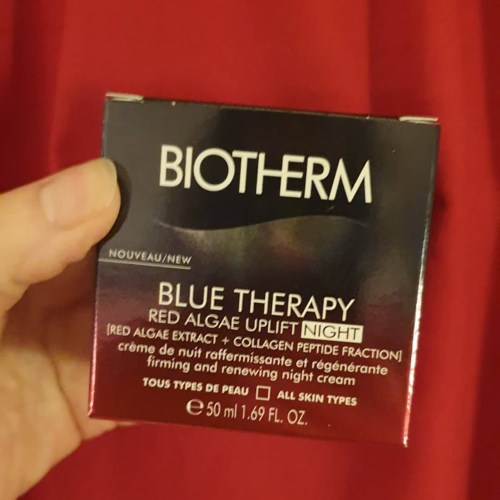 BIOTHERM
NOUVEAU/NEW
BLUE THERAPY
RED ALGAE UPLIFT NIGHT
[RED ALGAE EXTRACT + COLLAGEN PEPTIDE FRACTION]
crème de nuit raffermissante et régénérante
firming and renewing night cream
TOUS TYPES DE PEAU ☐ ALL SKIN TYPES
℮ 50 ml 1.69 FL. OZ.